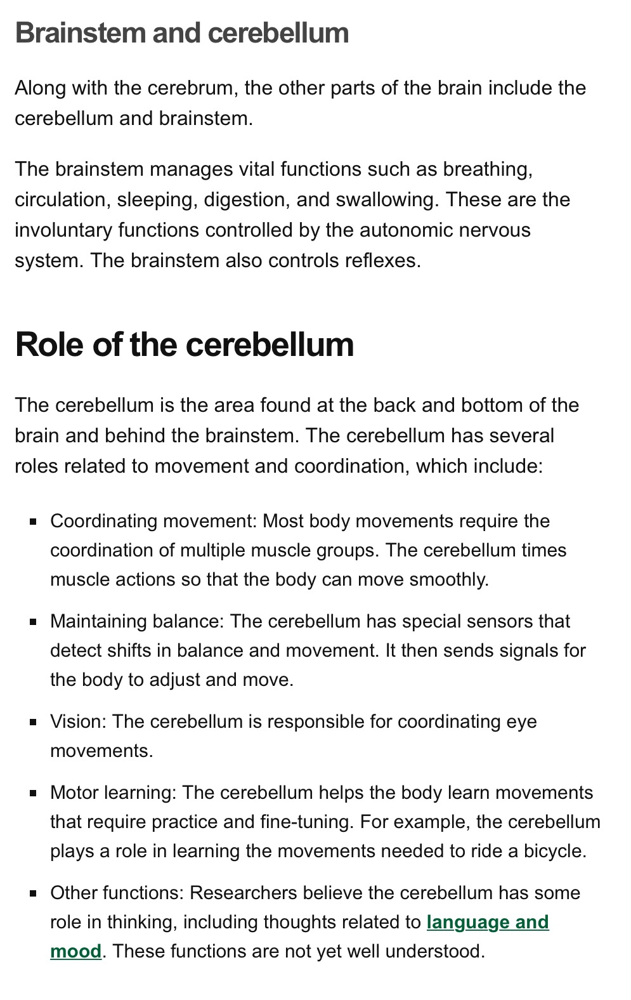 Brainstem and cerebellum
Along with the cerebrum, the other parts of the brain include the
cerebellum and brainstem.
The brainstem manages vital functions such as breathing,
circulation, sleeping, digestion, and swallowing. These are the
involuntary functions controlled by the autonomic nervous
system. The brainstem also controls reflexes.
Role of the cerebellum
The cerebellum is the area found at the back and bottom of the
brain and behind the brainstem. The cerebellum has several
roles related to movement and coordination, which include:
▪ Coordinating movement: Most body movements require the
coordination of multiple muscle groups. The cerebellum times
muscle actions so that the body can move smoothly.
▪ Maintaining balance: The cerebellum has special sensors that
detect shifts in balance and movement. It then sends signals for
the body to adjust and move.
▪ Vision: The cerebellum is responsible for coordinating eye
movements.
▪ Motor learning: The cerebellum helps the body learn movements
that require practice and fine-tuning. For example, the cerebellum
plays a role in learning the movements needed to ride a bicycle.
▪ Other functions: Researchers believe the cerebellum has some
role in thinking, including thoughts related to language and
mood. These functions are not yet well understood.